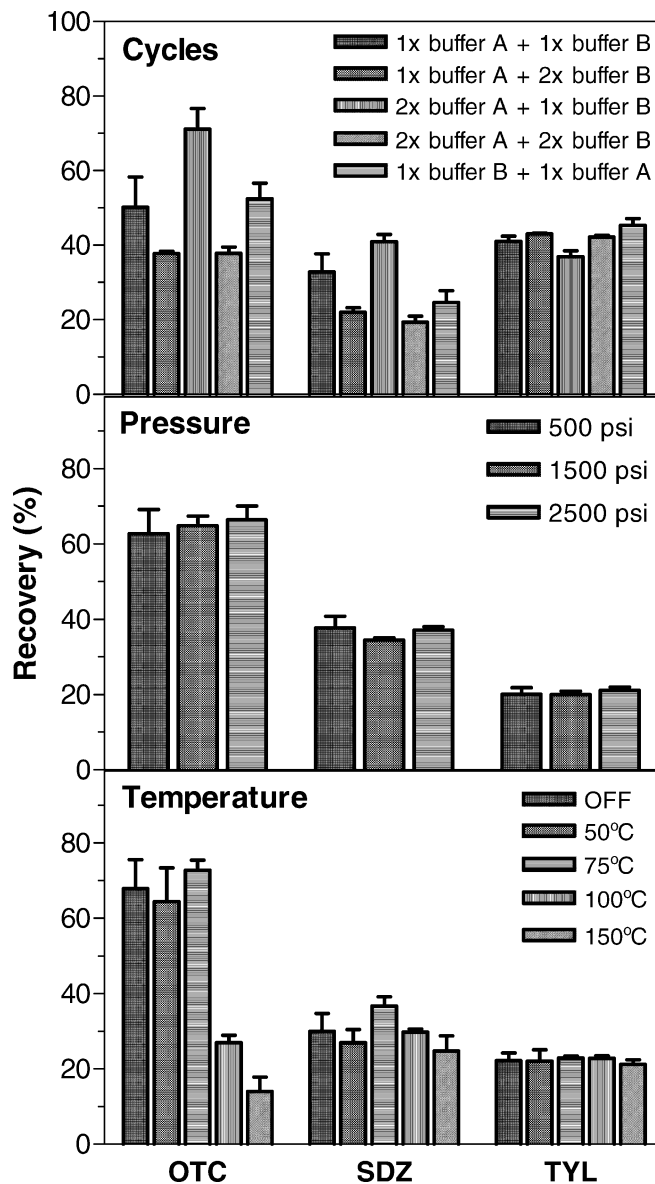 100
Cycles
1x buffer A + 1x buffer B
1x buffer A + 2x buffer B
80
2x buffer A + 1x buffer B
2x buffer A + 2x buffer B
60
1x buffer B + 1x buffer A
40
20
0
Pressure
500 psi
80
1500 psi
2500 psi
60
40
20
0
Recovery (%)
Temperature
OFF
50ºC
80
75ºC
100ºC
60
150ºC
40
20
0
OTC SDZ TYL